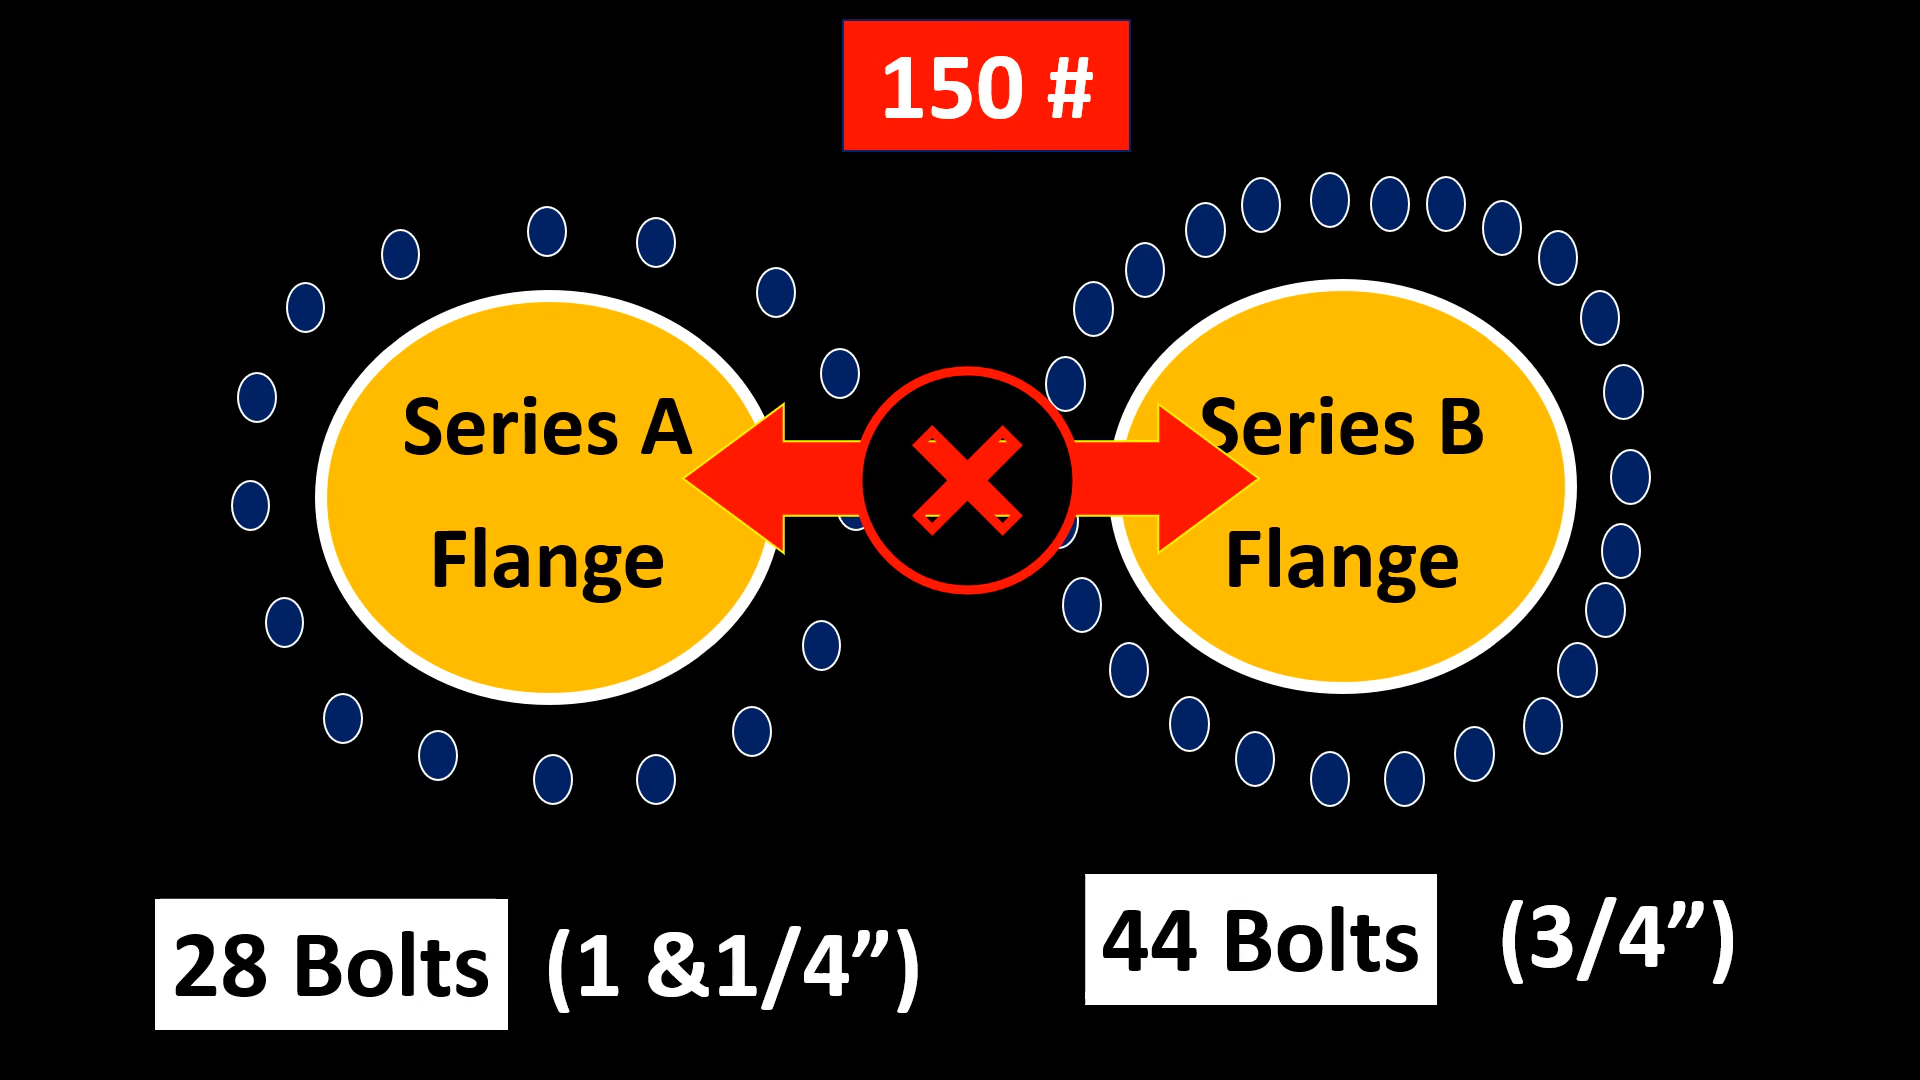 150 #
Series A
Flange
Series B
Flange
28 Bolts (1 &1/4”)
44 Bolts (3/4”)